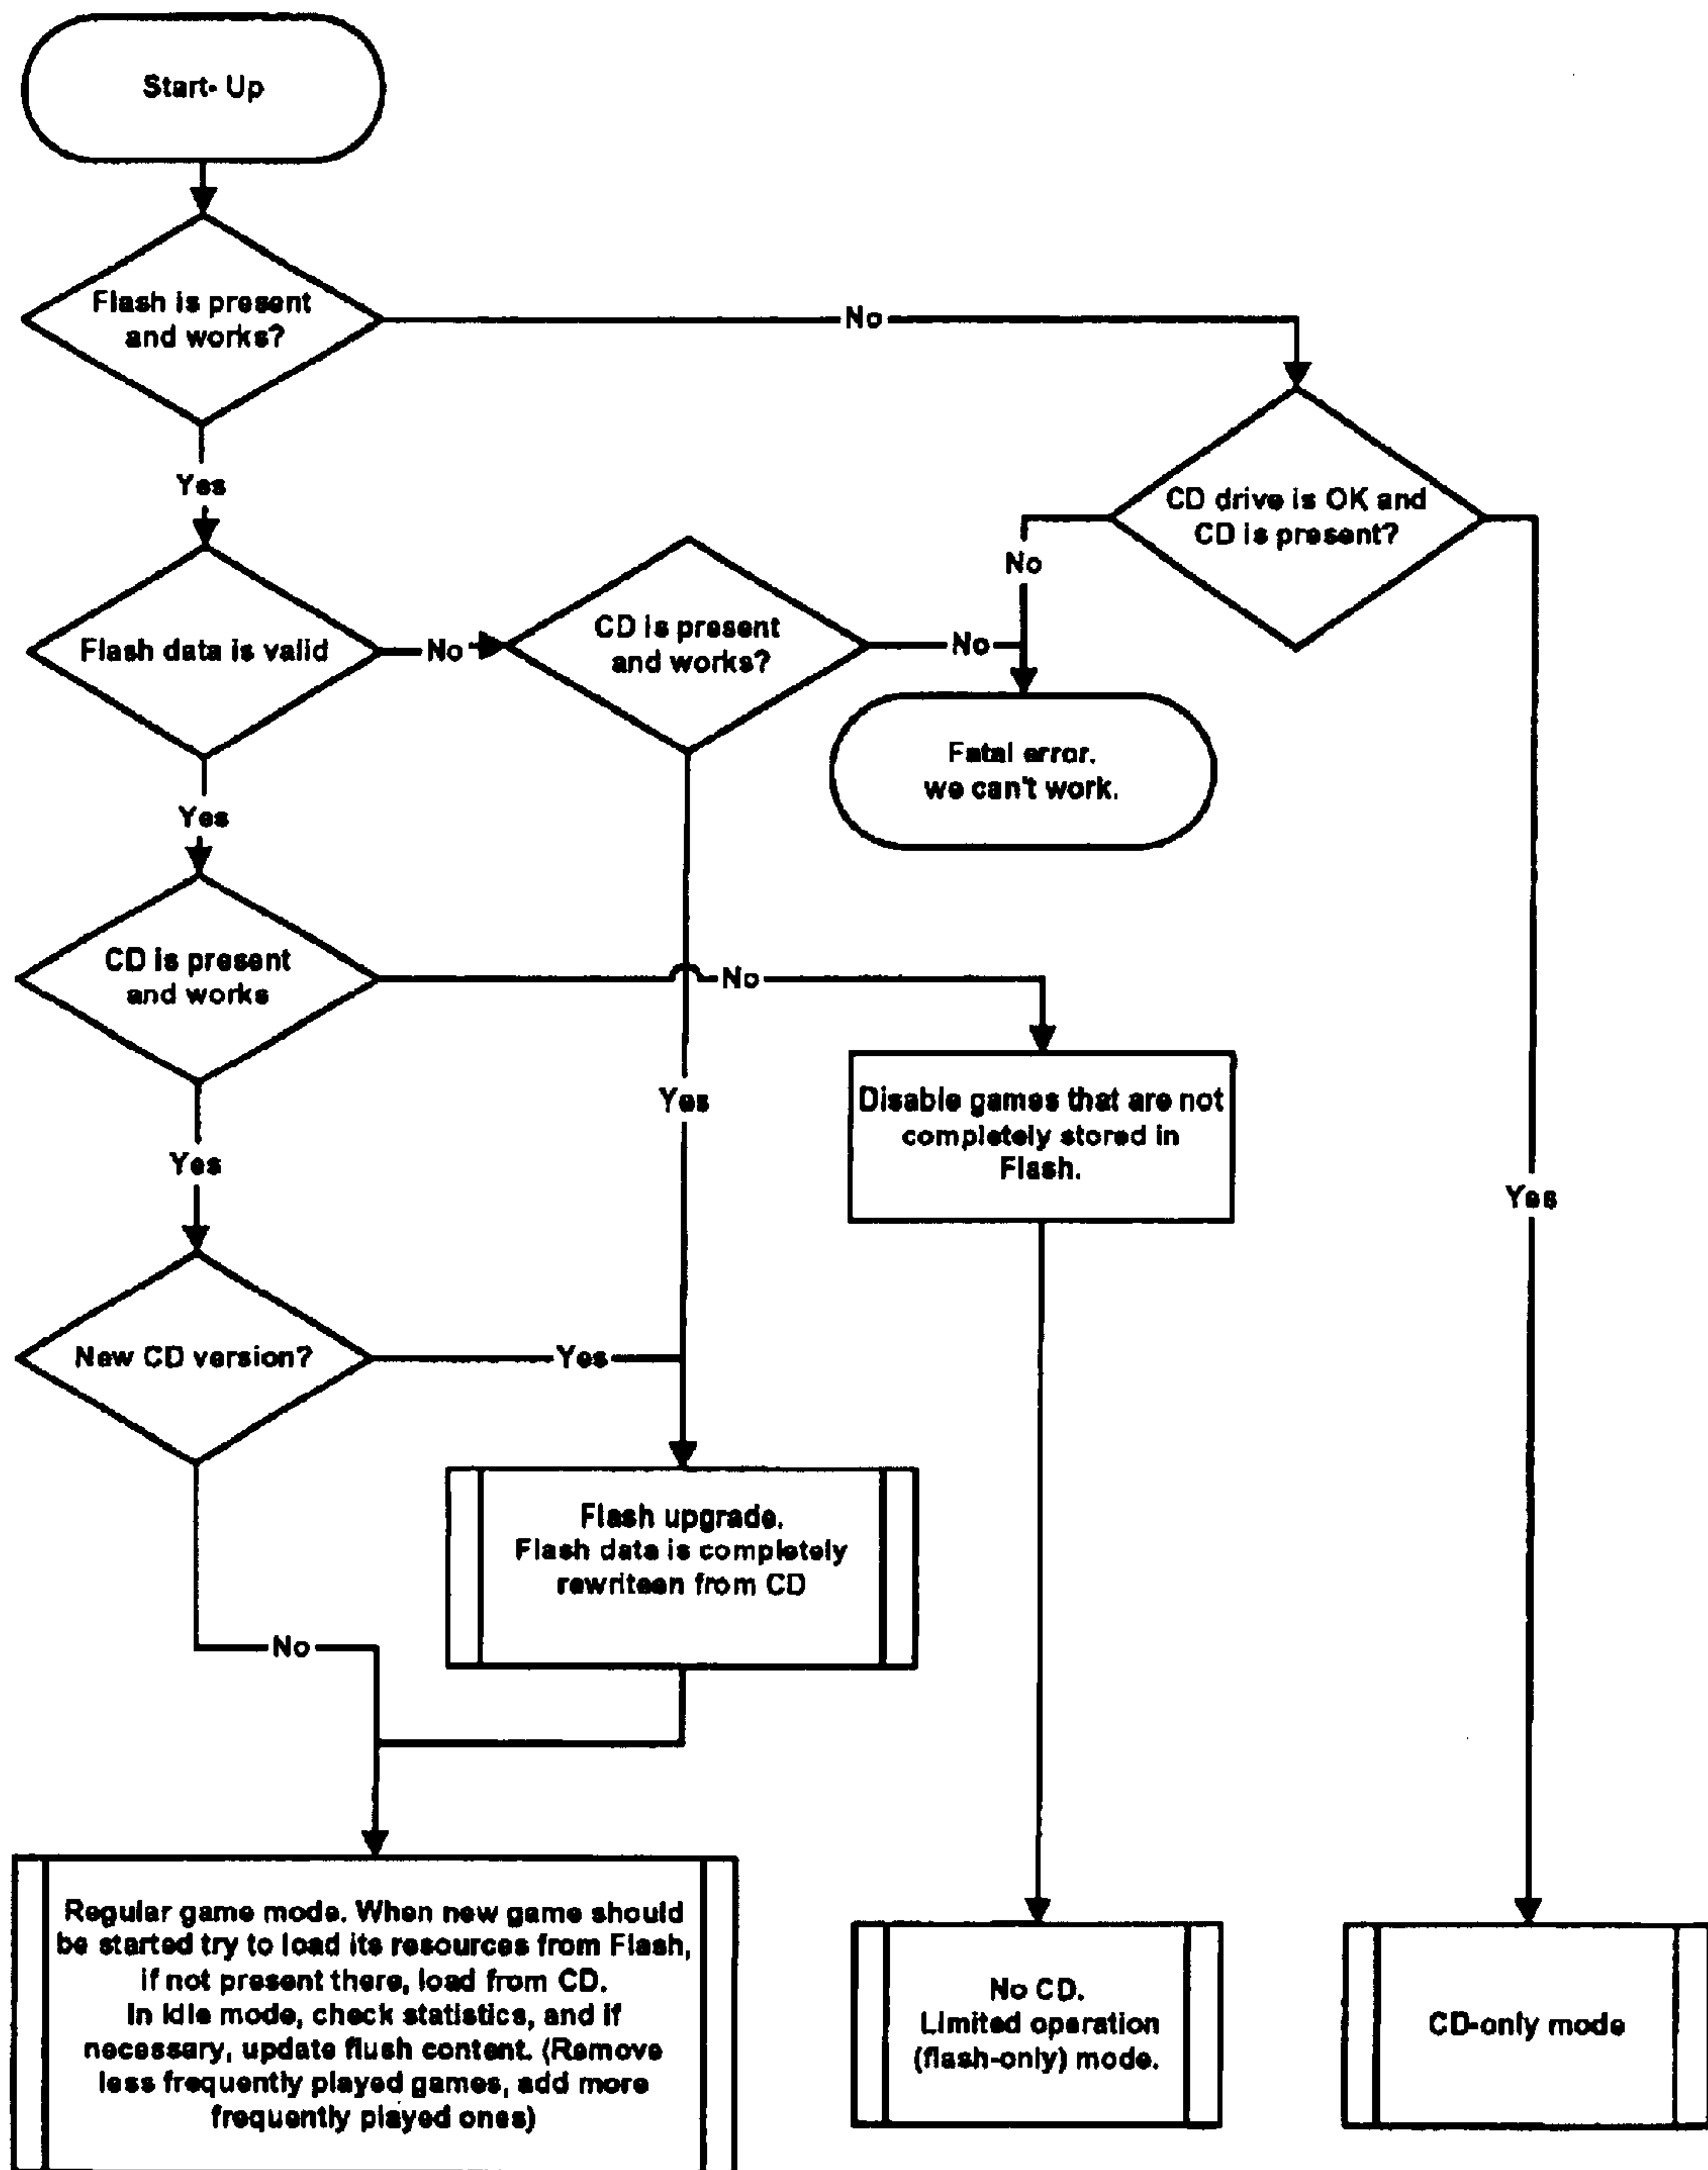 Start- Up
Flash is present
and works?
No
Yes
CD drive is OK and
CD is present?
No
Flash data is valid
No
CD is present
and works?
No
Fatal error.
we can't work.
Yes
CD is present
and works
No
Yes
Disable games that are not
completely stored in
Flash.
Yes
Yes
New CD version?
Yes
Flash upgrade.
Flash data is completely
rewriteen from CD
No
Regular game mode. When new game should
be started try to load its resources from Flash,
if not present there, load from CD.
In idle mode, check statistics, and if
necessary, update flush content. (Remove
less frequently played games, add more
frequently played ones)
No CD.
Limited operation
(flash-only) mode.
CD-only mode